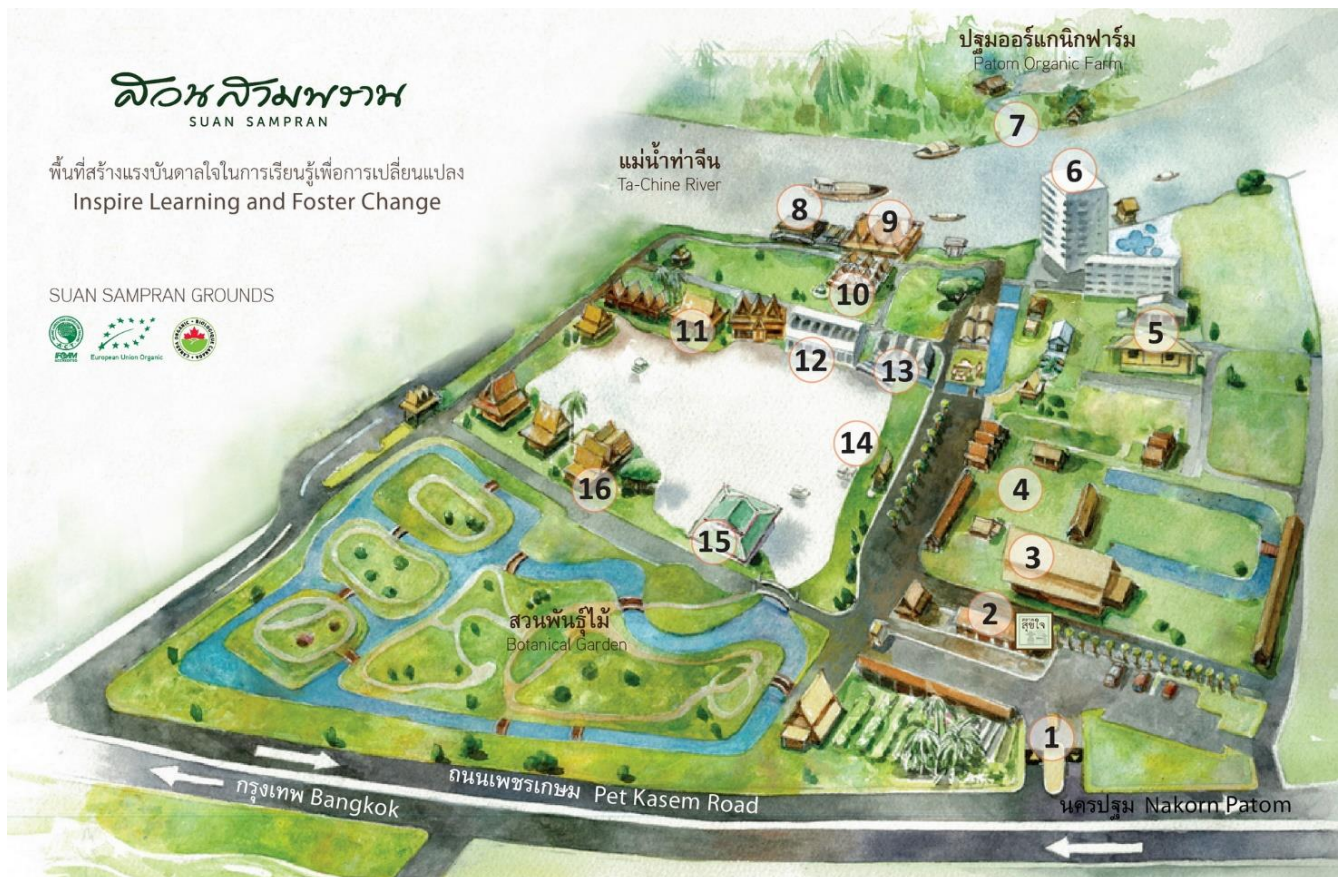 สวนสามพราน
SUAN SAMPRAN
พื้นที่สร้างแรงบันดาลใจในการเรียนรู้เพื่อการเปลี่ยนแปลง
Inspire Learning and Foster Change
SUAN SAMPRAN GROUNDS
IFOAM
ACCREDITED
European Union Organic
ปฐมออร์แกนิกฟาร์ม
Patom Organic Farm
7
แม่น้ำท่าจีน
Ta-Chine River
6
8
9
10
5
11
12
13
14
16
4
15
3
2
สุขใจ
สวนพันธุ์ไม้
Botanical Garden
1
ถนนเพชรเกษม Pet Kasem Road
กรุงเทพ Bangkok
นครปฐม Nakorn Patom